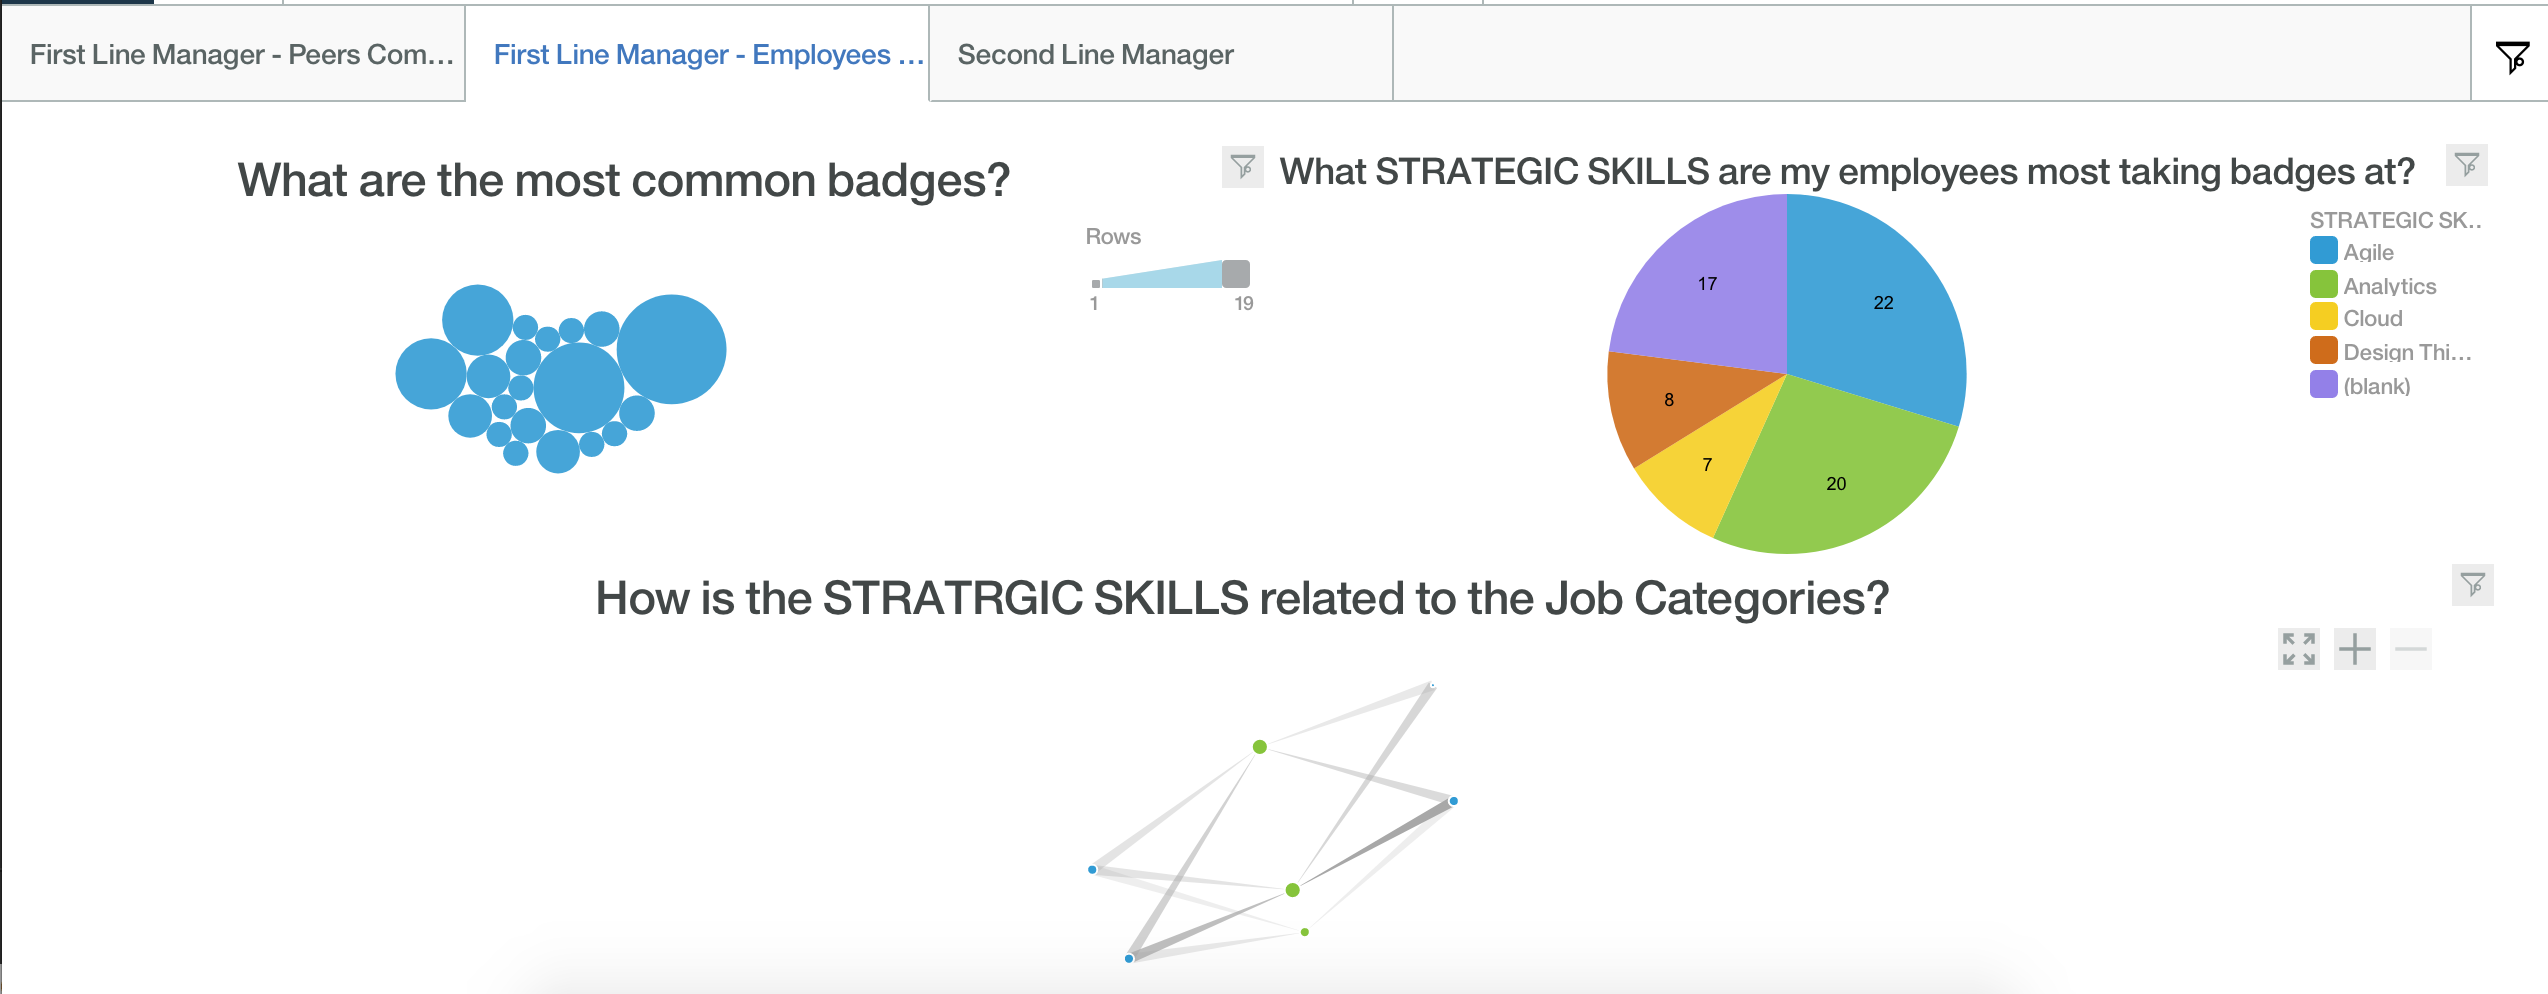 First Line Manager - Peers Com...
First Line Manager - Employees ...
Second Line Manager
What are the most common badges?
Rows
1
19
What STRATEGIC SKILLS are my employees most taking badges at?
17
22
8
7
20
STRATEGIC SK..
Agile
Analytics
Cloud
Design Thi...
(blank)
How is the STRATRGIC SKILLS related to the Job Categories?